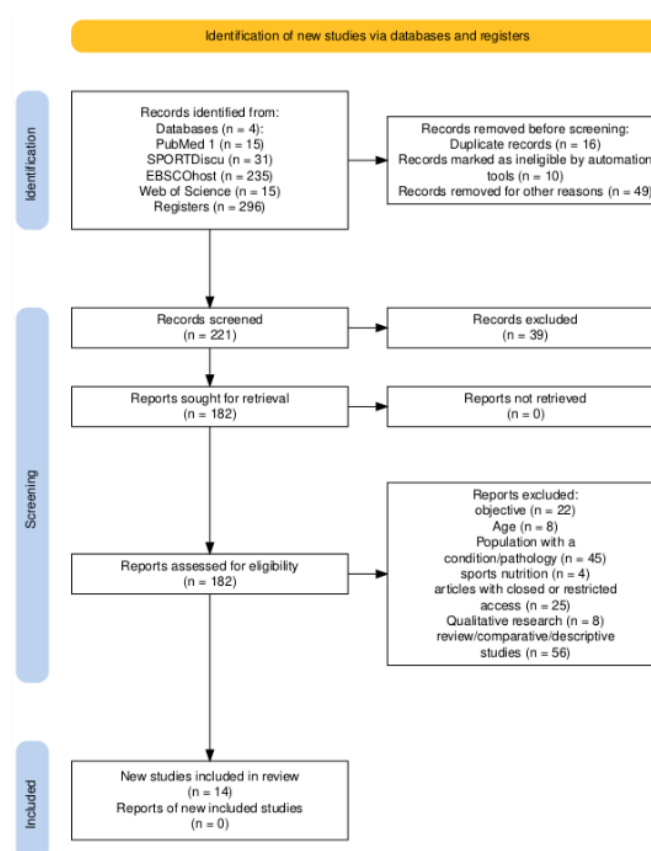 Identification of new studies via databases and registers
Identification
Records identified from:
Databases (n = 4):
PubMed 1 (n = 15)
SPORTDiscu (n = 31)
EBSCOhost (n = 235)
Web of Science (n = 15)
Registers (n = 296)
Records removed before screening:
Duplicate records (n = 16)
Records marked as ineligible by automation
tools (n = 10)
Records removed for other reasons (n = 49)
Screening
Records screened
(n = 221)
Records excluded
(n = 39)
Reports sought for retrieval
(n = 182)
Reports not retrieved
(n = 0)
Reports assessed for eligibility
(n = 182)
Reports excluded:
objective (n = 22)
Age (n = 8)
Population with a
condition/pathology (n = 45)
sports nutrition (n = 4)
articles with closed or restricted
access (n = 25)
Qualitative research (n = 8)
review/comparative/descriptive
studies (n = 56)
Included
New studies included in review
(n = 14)
Reports of new included studies
(n = 0)